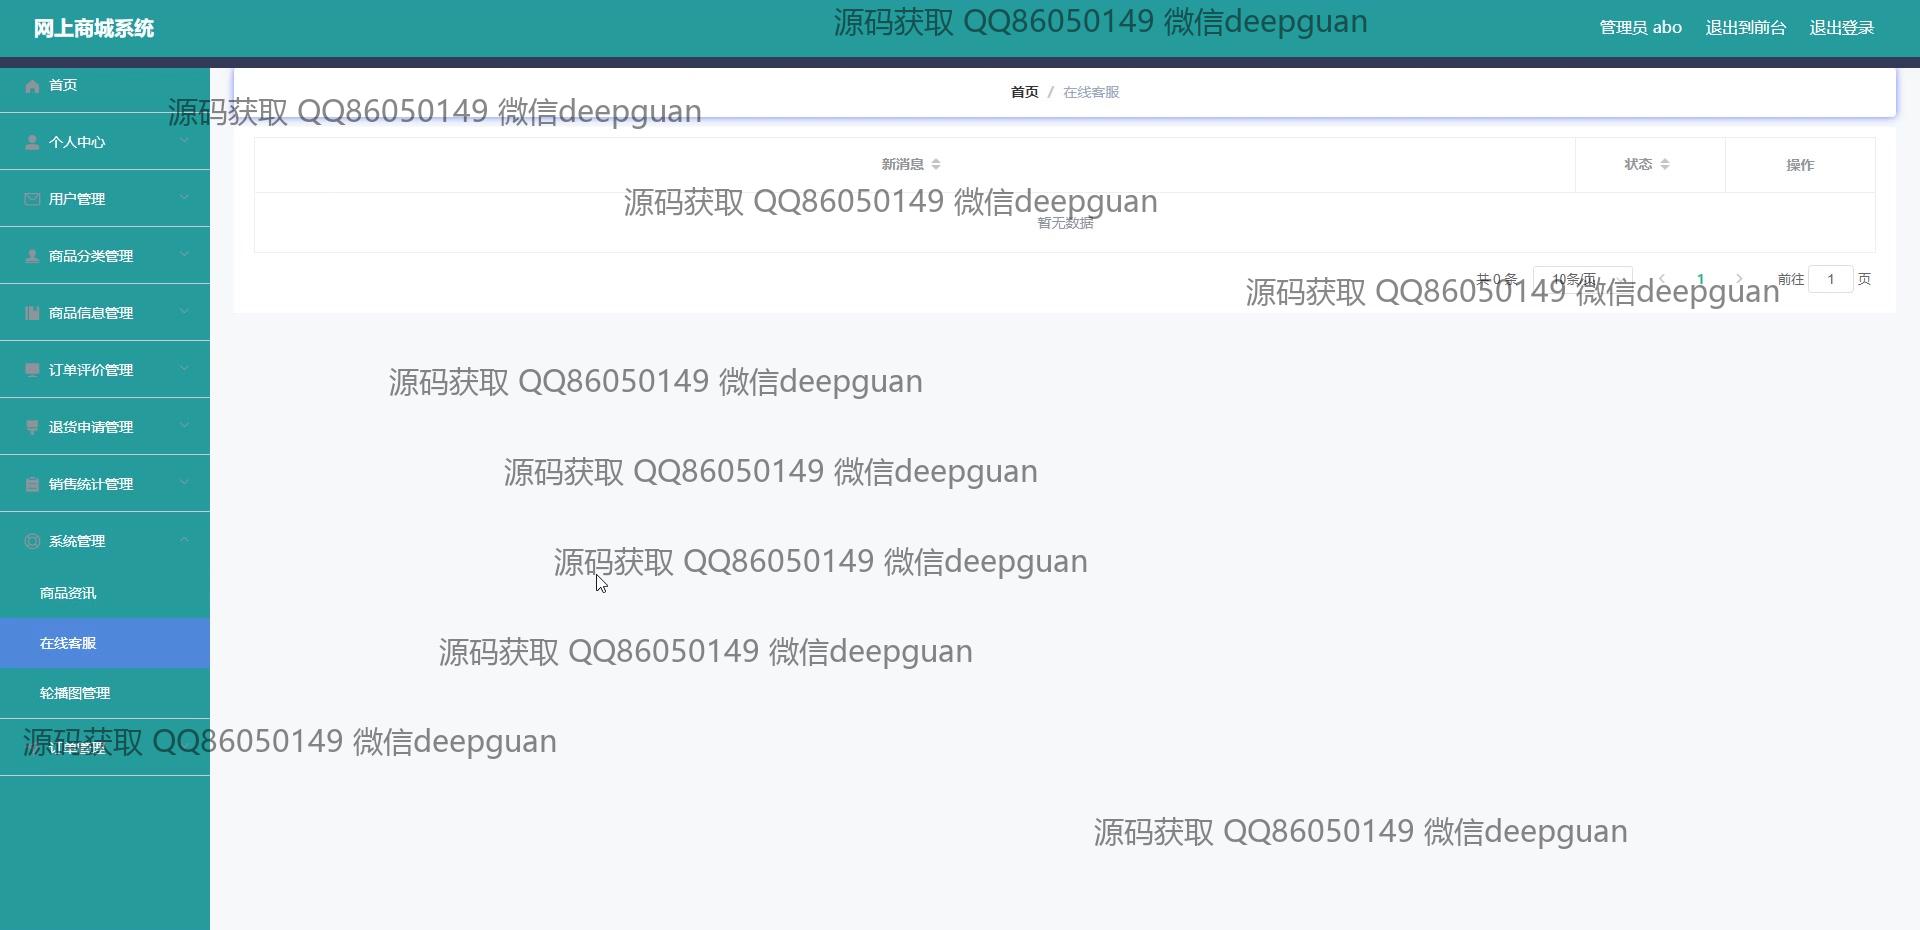 网上商城系统
源码获取 QQ86050149 微信deepguan
管理员 abo 退出到前台 退出登录
首页
首页 / 在线客服
源码获取 QQ86050149 微信deepguan
个人中心
新消息 状态 操作
用户管理
源码获取 QQ86050149 微信deepguan
暂无数据
商品分类管理
共 0 条 10条/页 1 前往 1 页
源码获取 QQ86050149 微信deepguan
商品信息管理
订单评价管理
源码获取 QQ86050149 微信deepguan
退货申请管理
源码获取 QQ86050149 微信deepguan
销售统计管理
系统管理
源码获取 QQ86050149 微信deepguan
商品资讯
在线客服
源码获取 QQ86050149 微信deepguan
轮播图管理
源码获取 QQ86050149 微信deepguan
订单管理
源码获取 QQ86050149 微信deepguan